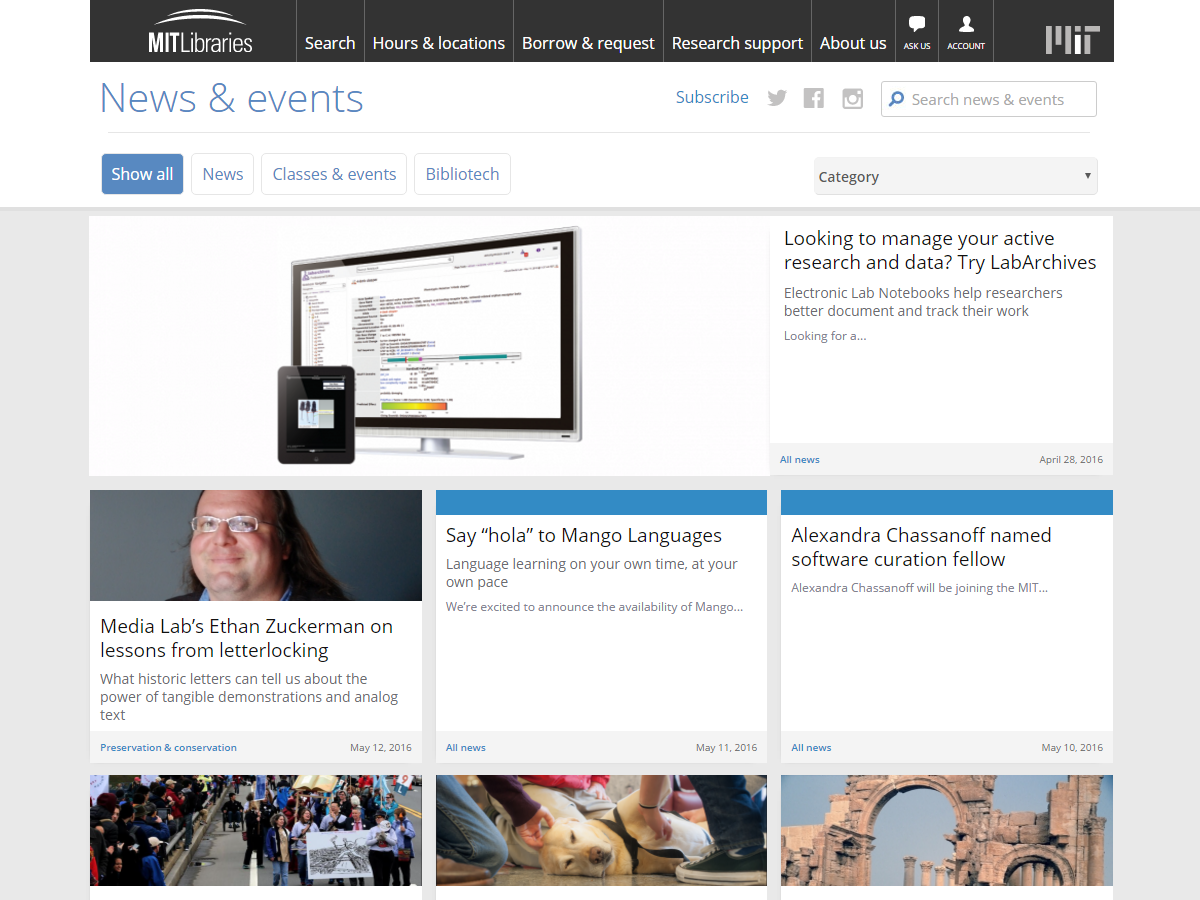 MITLibraries
Search
Hours & locations
Borrow & request
Research support
About us
ASK US
ACCOUNT
MIT
News & events
Subscribe
Search news & events
Show all
News
Classes & events
Bibliotech
Category
Looking to manage your active
research and data? Try LabArchives
Electronic Lab Notebooks help researchers
better document and track their work
Looking for a...
All news
April 28, 2016
Media Lab’s Ethan Zuckerman on
lessons from letterlocking
What historic letters can tell us about the
power of tangible demonstrations and analog
text
Preservation & conservation
May 12, 2016
Say “hola” to Mango Languages
Language learning on your own time, at your
own pace
We’re excited to announce the availability of Mango...
All news
May 11, 2016
Alexandra Chassanoff named
software curation fellow
Alexandra Chassanoff will be joining the MIT...
All news
May 10, 2016